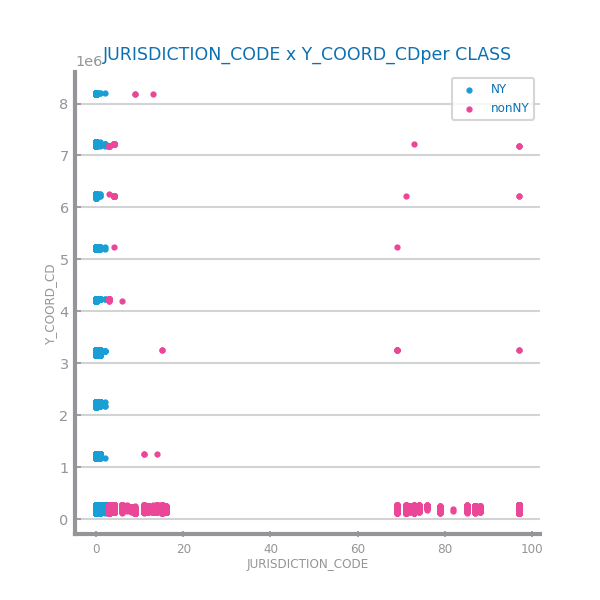 JURISDICTION_CODE x Y_COORD_CDper CLASS
1e6
NY
nonNY
8
7
6
5
4
3
2
1
0
Y_COORD_CD
0 20 40 60 80 100
JURISDICTION_CODE